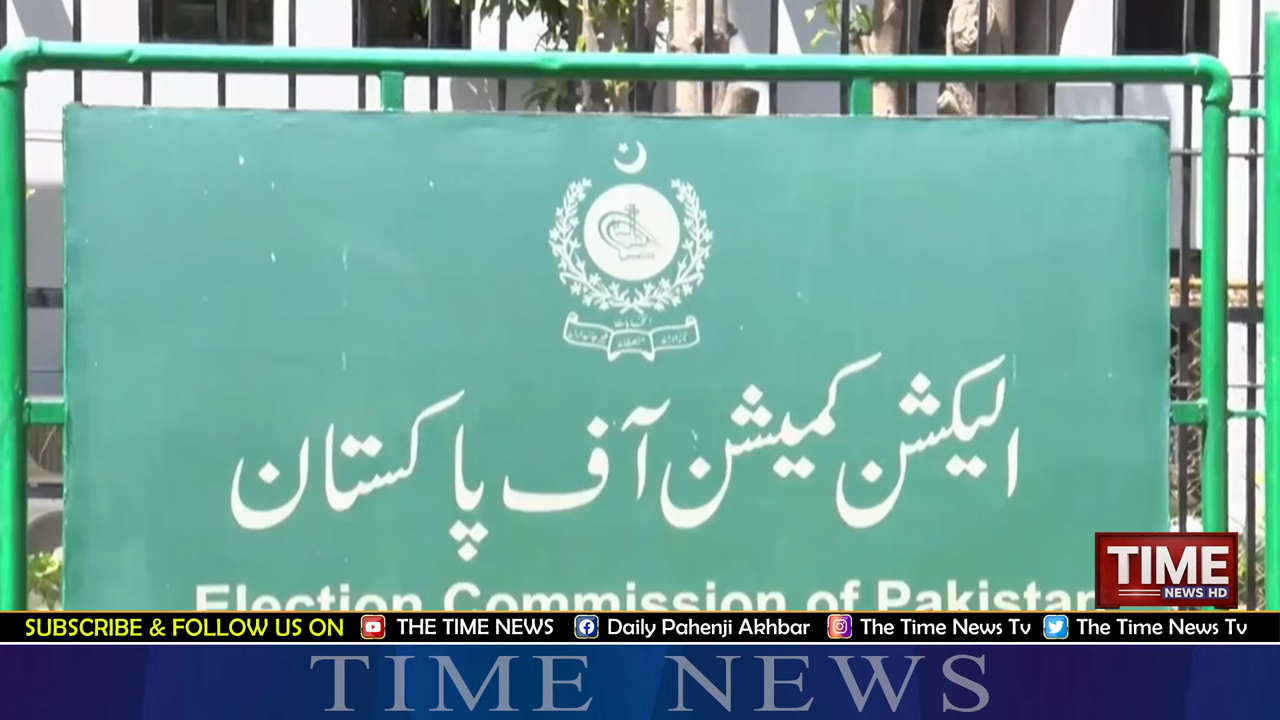 الیکشن کمیشن آف پاکستان
Election Commission of Pakistan
TIME
NEWS HD
SUBSCRIBE & FOLLOW US ON THE TIME NEWS Daily Pahenji Akhbar The Time News Tv The Time News Tv
TIME NEWS